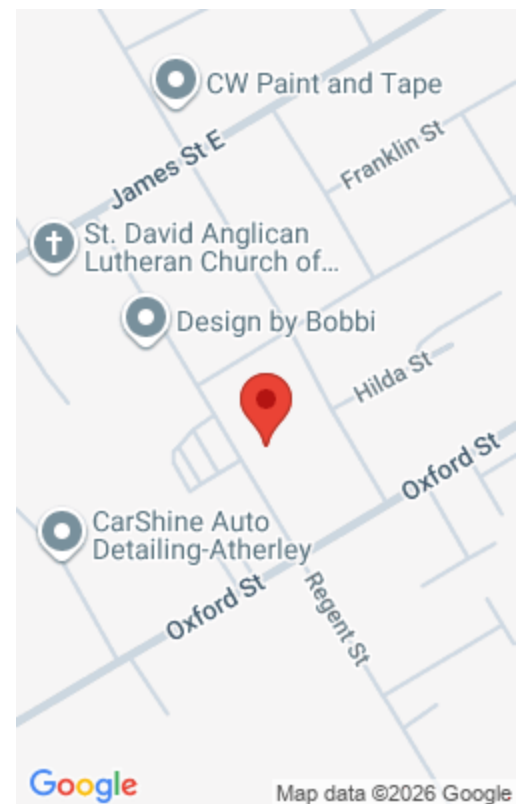 CW Paint and Tape
James St E
Franklin St
St. David Anglican
Lutheran Church of...
Design by Bobbi
Hilda St
Oxford St
CarShine Auto
Detailing-Atherley
Oxford St
Regent St
Google
Map data ©2026 Google